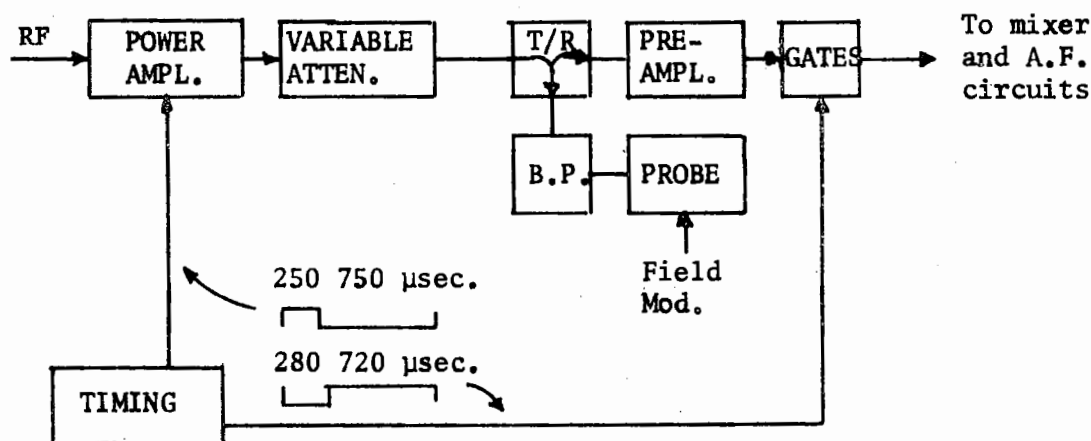 RF
POWER
AMPL.
VARIABLE
ATTEN.
T/R
PRE-
AMPL.
GATES
To mixer
and A.F.
circuits
B.P.
PROBE
Field
Mod.
250 750 μsec.
280 720 μsec.
TIMING